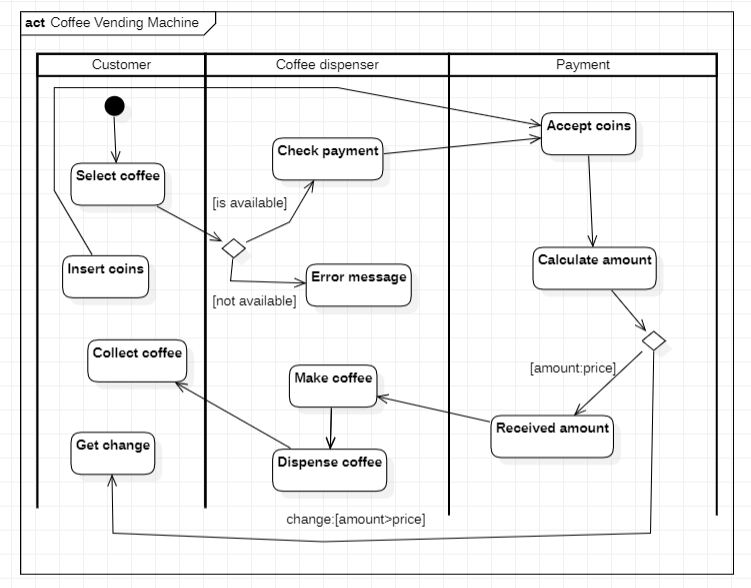 act Coffee Vending Machine
Customer
Coffee dispenser
Payment
Accept coins
Check payment
Select coffee
[is available]
Insert coins
Error message
[not available]
Calculate amount
Collect coffee
Make coffee
[amount:price]
Received amount
Get change
Dispense coffee
change:[amount>price]